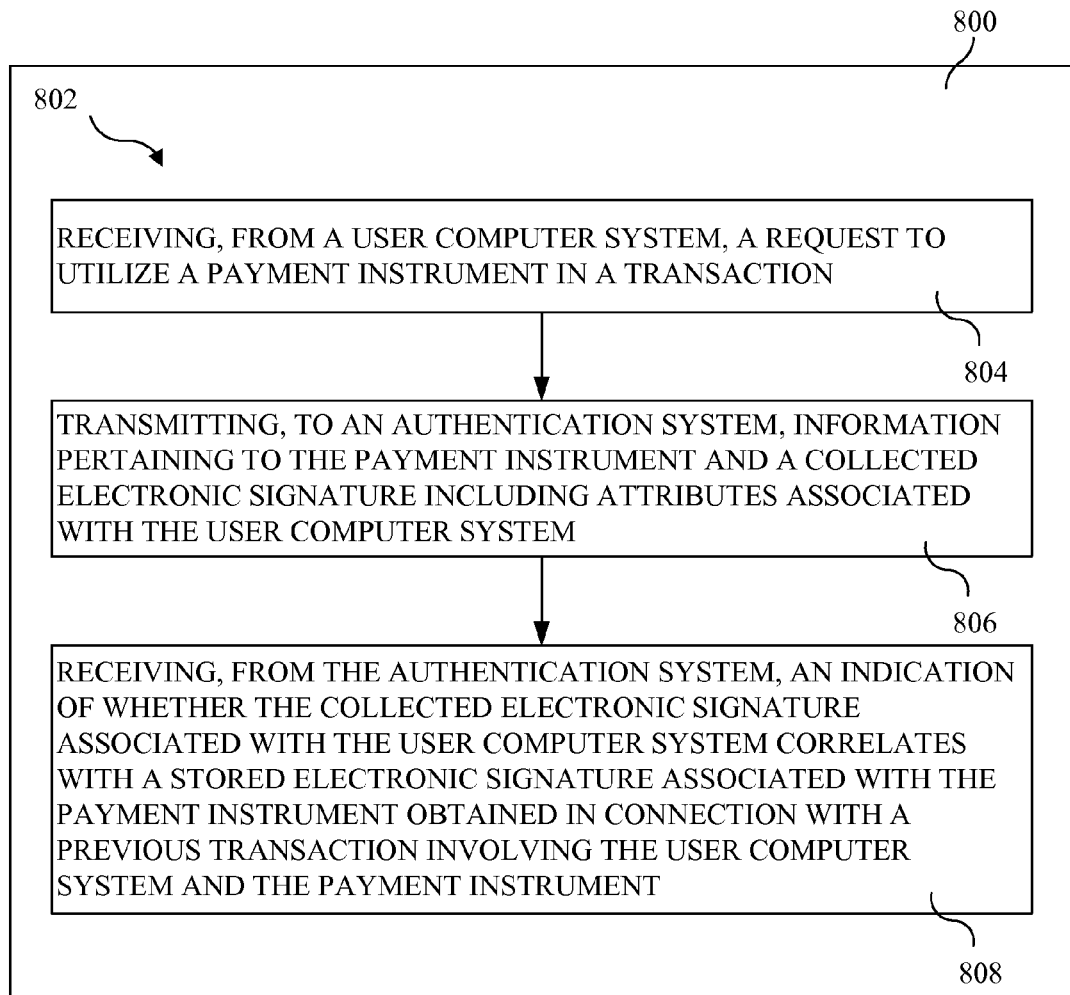 800
802
RECEIVING, FROM A USER COMPUTER SYSTEM, A REQUEST TO
UTILIZE A PAYMENT INSTRUMENT IN A TRANSACTION
804
TRANSMITTING, TO AN AUTHENTICATION SYSTEM, INFORMATION
PERTAINING TO THE PAYMENT INSTRUMENT AND A COLLECTED
ELECTRONIC SIGNATURE INCLUDING ATTRIBUTES ASSOCIATED
WITH THE USER COMPUTER SYSTEM
806
RECEIVING, FROM THE AUTHENTICATION SYSTEM, AN INDICATION
OF WHETHER THE COLLECTED ELECTRONIC SIGNATURE
ASSOCIATED WITH THE USER COMPUTER SYSTEM CORRELATES
WITH A STORED ELECTRONIC SIGNATURE ASSOCIATED WITH THE
PAYMENT INSTRUMENT OBTAINED IN CONNECTION WITH A
PREVIOUS TRANSACTION INVOLVING THE USER COMPUTER
SYSTEM AND THE PAYMENT INSTRUMENT
808